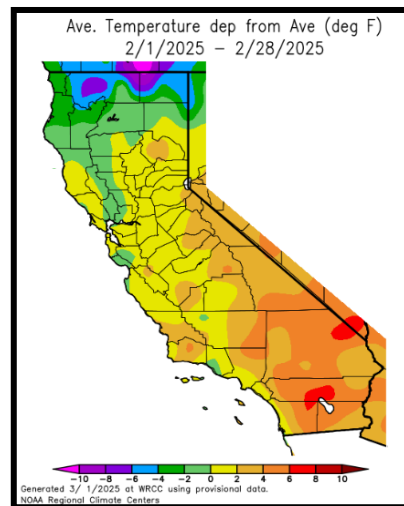 Ave. Temperature dep from Ave (deg F)
2/1/2025 – 2/28/2025
-10 -8 -6 -4 -2 0 2 4 6 8 10
Generated 3/ 1/2025 at WRCC using provisional data.
NOAA Regional Climate Centers